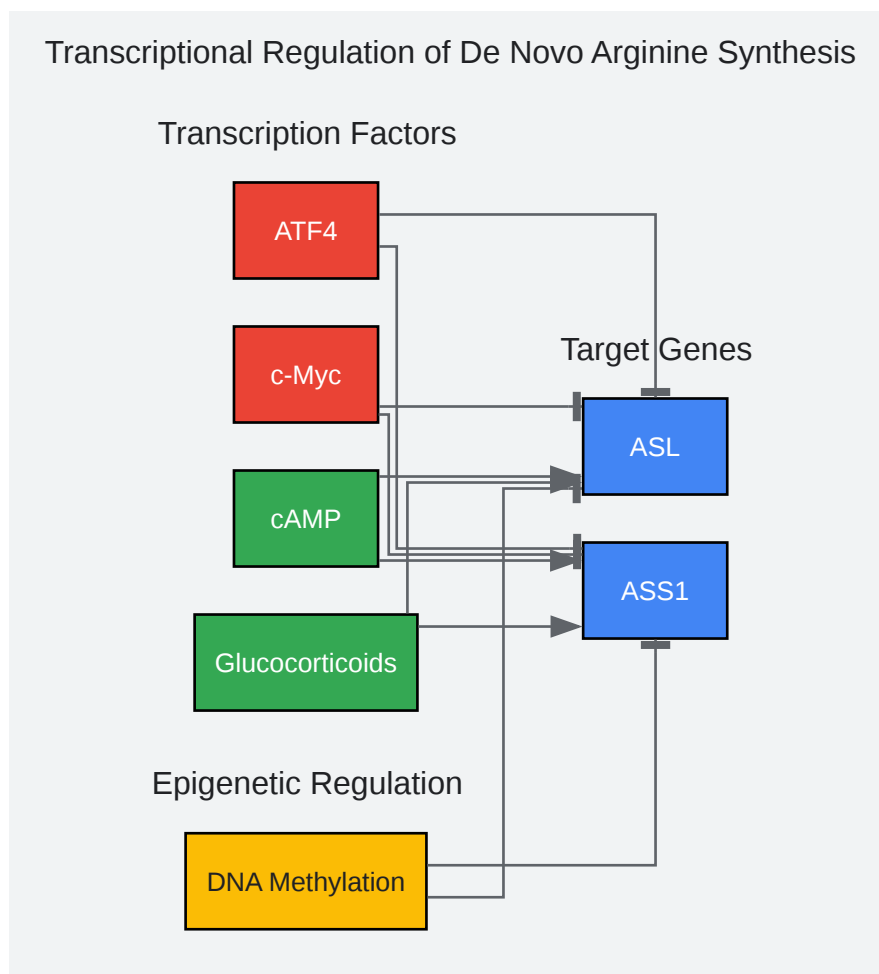 Transcriptional Regulation of De Novo Arginine Synthesis
Transcription Factors
ATF4
c-Myc
Target Genes
ASL
cAMP
ASS1
Glucocorticoids
Epigenetic Regulation
DNA Methylation